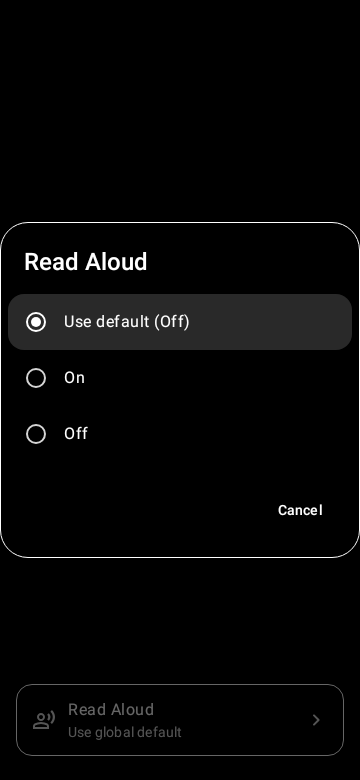 Read Aloud
Use default (Off)
On
Off
Cancel
Read Aloud
Use global default